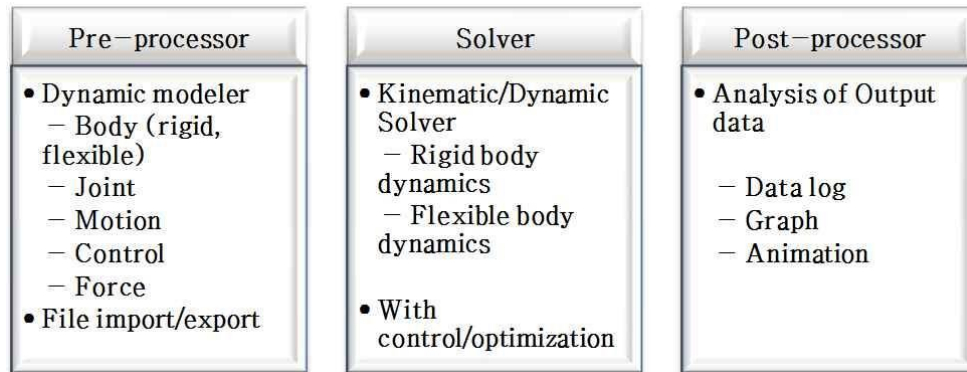 Pre-processor
• Dynamic modeler
– Body (rigid,
flexible)
– Joint
– Motion
– Control
– Force
• File import/export
Solver
• Kinematic/Dynamic
Solver
– Rigid body
dynamics
– Flexible body
dynamics
• With
control/optimization
Post-processor
• Analysis of Output
data
– Data log
– Graph
– Animation